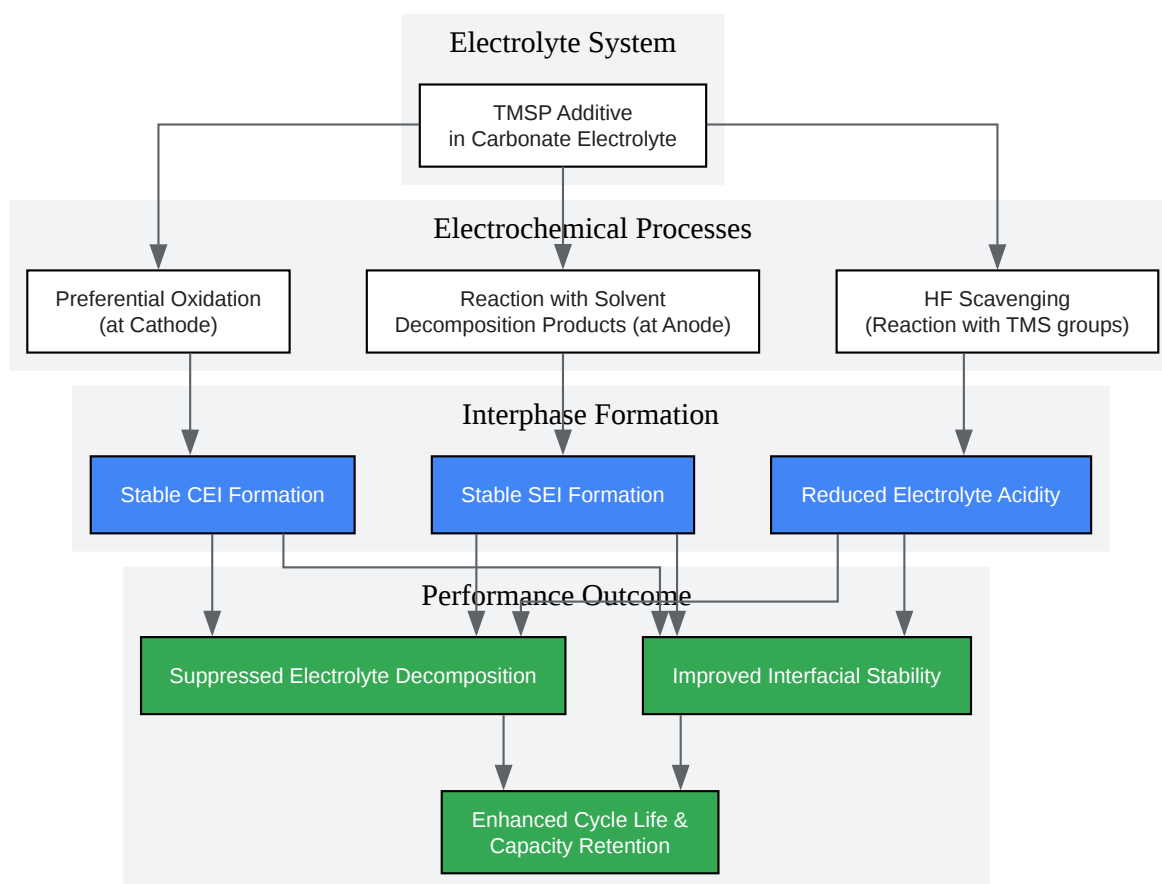 Electrolyte System
TMSP Additive
in Carbonate Electrolyte
Electrochemical Processes
Preferential Oxidation
(at Cathode)
Reaction with Solvent
Decomposition Products (at Anode)
HF Scavenging
(Reaction with TMS groups)
Interphase Formation
Stable CEI Formation
Stable SEI Formation
Reduced Electrolyte Acidity
Performance Outcome
Suppressed Electrolyte Decomposition
Improved Interfacial Stability
Enhanced Cycle Life &
Capacity Retention